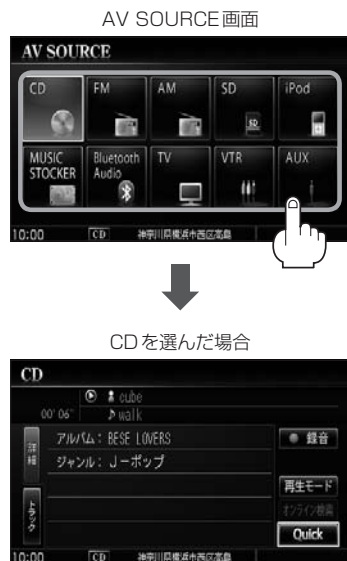 AV SOURCE画面
AV SOURCE
CD
FM
AM
SD
iPod
SD
MUSIC STOCKER
Bluetooth Audio
TV
VTR
AUX
10:00 CD 神奈川県横浜市西区高島
CDを選んだ場合
CD
cube
00' 06" walk
詳細
アルバム: BESE LOVERS
録音
ジャンル: Jーポップ
再生モード
トラック
オンライン検索
Quick
10:00 CD 神奈川県横浜市西区高島